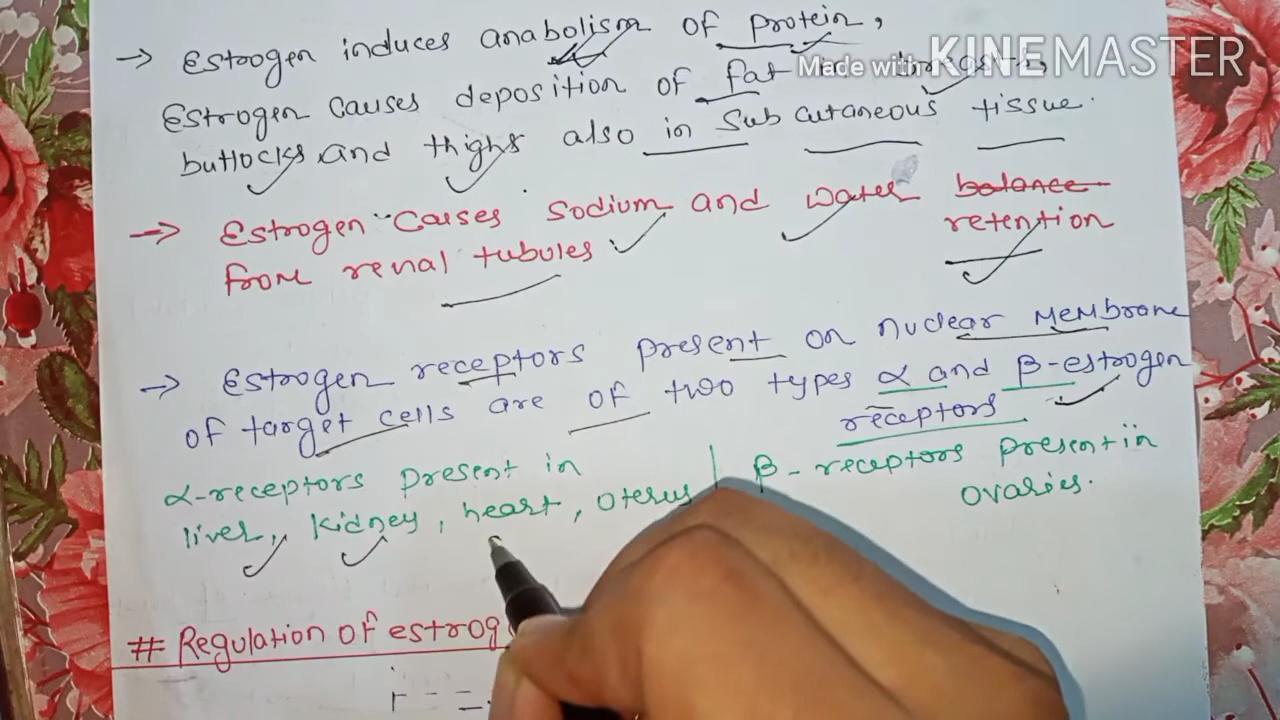 → Estrogen induces anabolism of protein,
Made with KINEMASTER
Estrogen causes deposition of fat in
buttocks and thighs also in subcutaneous tissue.
→ Estrogen causes sodium and water balance
retention
from renal tubules
→ Estrogen receptors present on nuclear membrane
of target cells are of two types α and β-estrogen
receptors
α-receptors present in
liver, kidney, heart, uterus
β-receptors present in
ovaries.
# Regulation of estrog